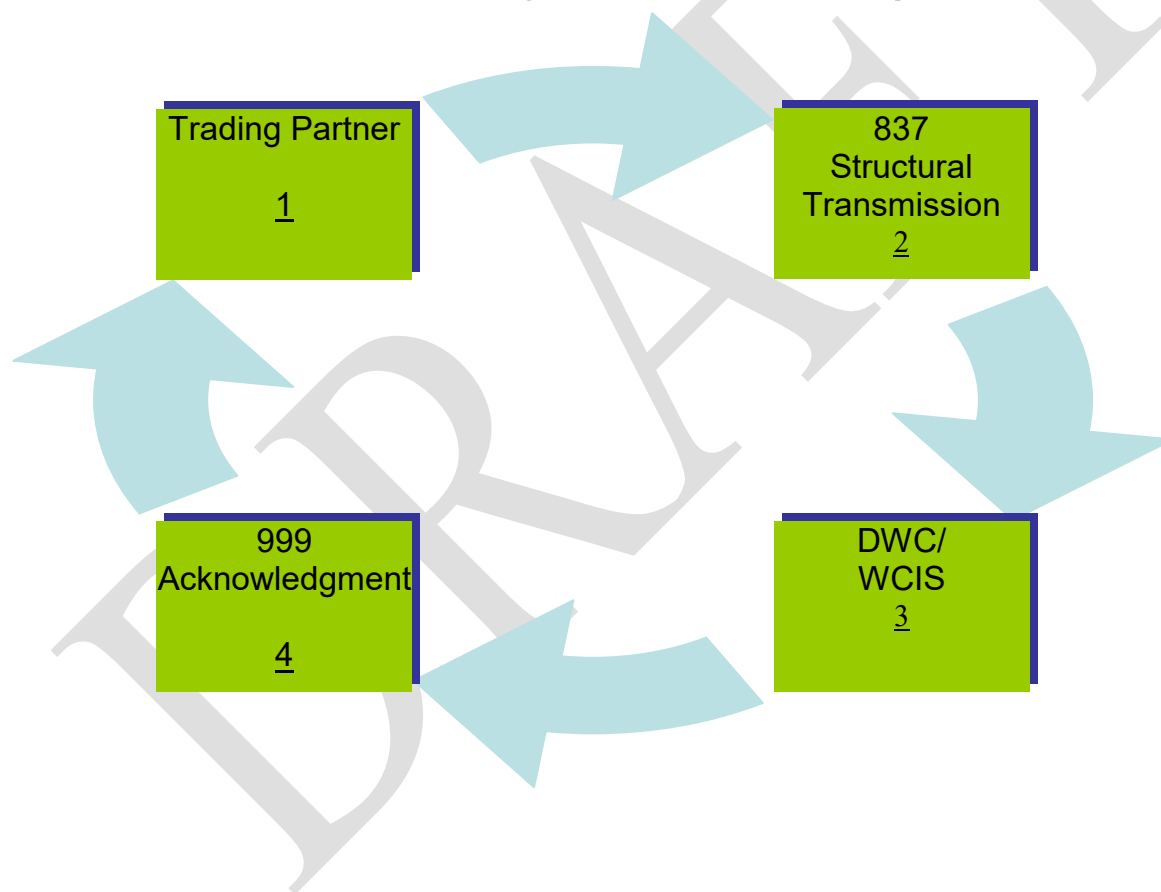 Trading Partner
1
837
Structural
Transmission
2
DWC/
WCIS
3
999
Acknowledgment
4
DRAFT